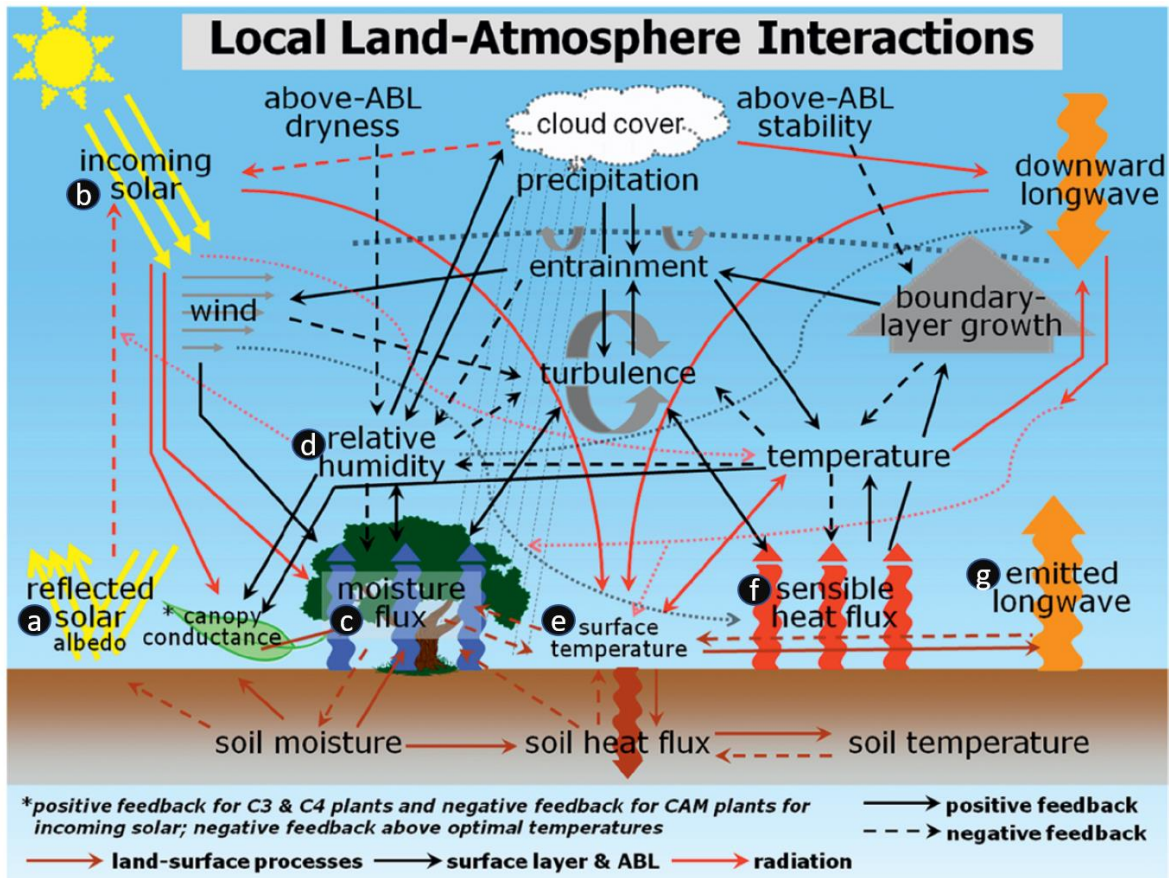 Local Land-Atmosphere Interactions
above-ABL
dryness
cloud cover
above-ABL
stability
incoming
b solar
precipitation
downward
longwave
entrainment
wind
boundary-
layer growth
turbulence
d relative
humidity
temperature
reflected
a solar
albedo
* canopy
conductance
moisture
c flux
e surface
temperature
f sensible
heat flux
g emitted
longwave
soil moisture
soil heat flux
soil temperature
*positive feedback for C3 & C4 plants and negative feedback for CAM plants for
incoming solar; negative feedback above optimal temperatures
positive feedback
negative feedback
land-surface processes
surface layer & ABL
radiation